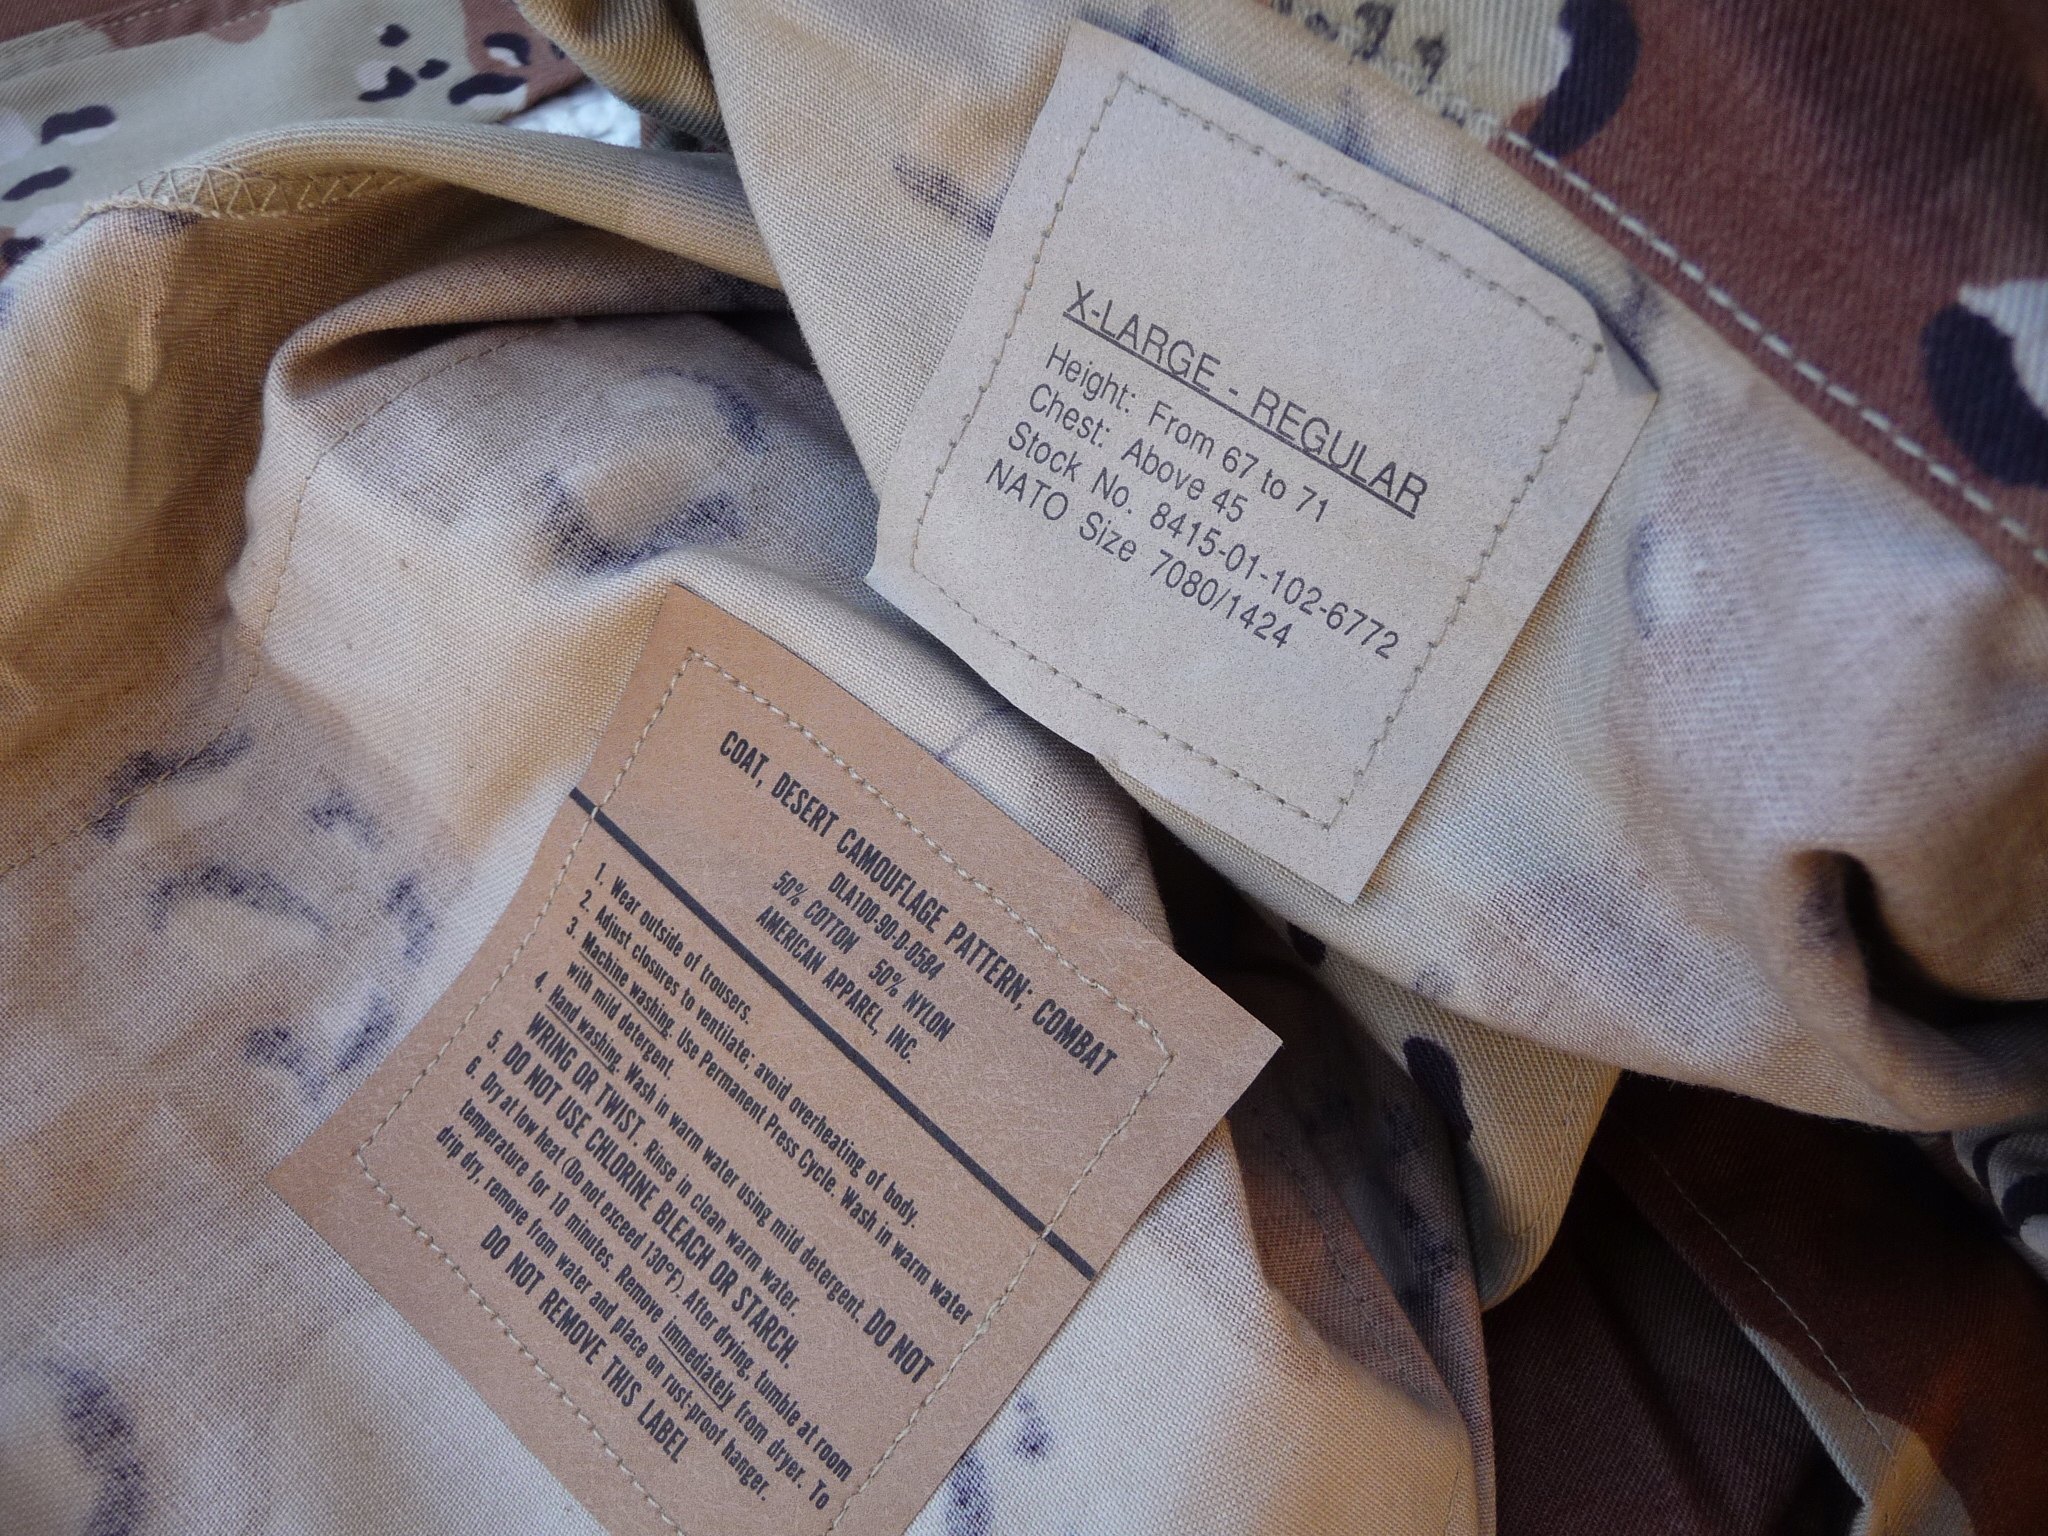 X-LARGE - REGULAR
Height: From 67 to 71
Chest: Above 45
Stock No. 8415-01-102-6772
NATO Size 7080/1424
COAT, DESERT CAMOUFLAGE PATTERN; COMBAT
DLA100-90-D-0584
50% COTTON 50% NYLON
AMERICAN APPAREL, INC.
1. Wear outside of trousers.
2. Adjust closures to ventilate; avoid overheating of body.
3. Machine washing. Use Permanent Press Cycle. Wash in warm water
with mild detergent.
4. Hand washing. Wash in warm water using mild detergent. DO NOT
WRING OR TWIST. Rinse in clean warm water.
5. DO NOT USE CHLORINE BLEACH OR STARCH.
6. Dry at low heat (Do not exceed 130°F). After drying, tumble at room
temperature for 10 minutes. Remove immediately from dryer. To
drip dry, remove from water and place on rust-proof hanger.
DO NOT REMOVE THIS LABEL